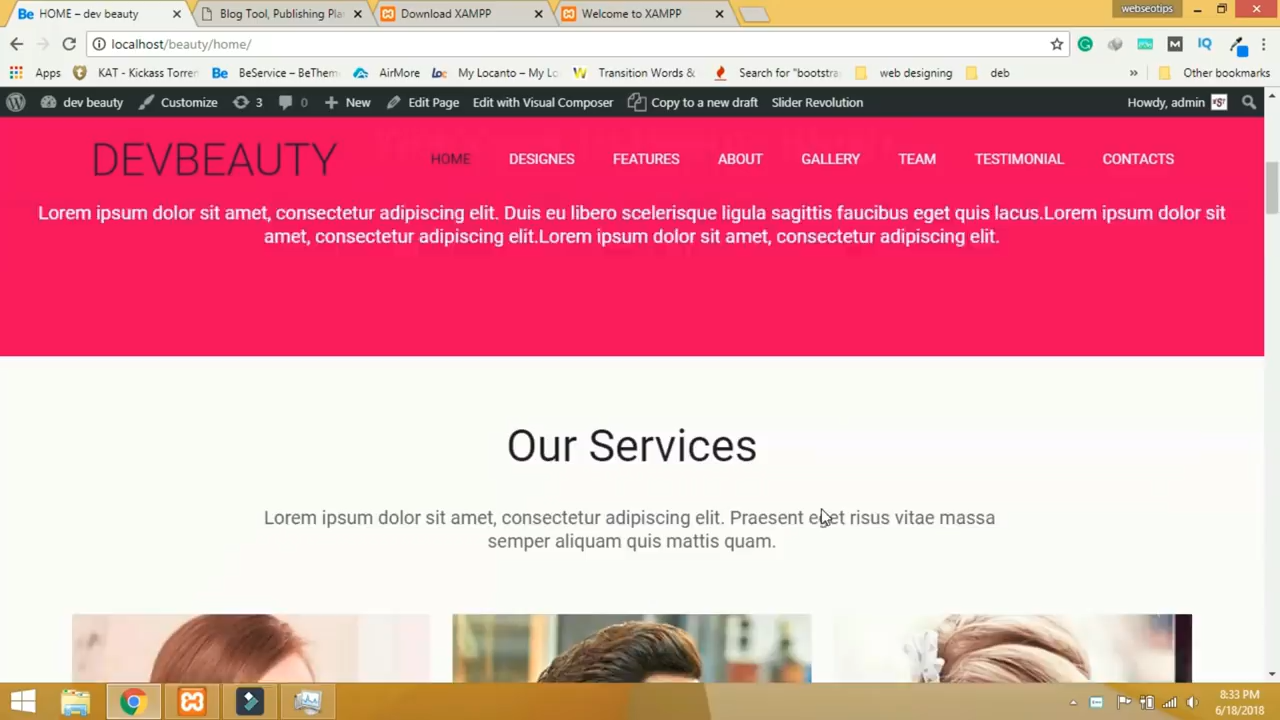 HOME – dev beauty
Blog Tool, Publishing Pla
Download XAMPP
Welcome to XAMPP
webseotips
localhost/beauty/home/
Apps KAT - Kickass Torren BeService – BeThem AirMore My Locanto – My Lo Transition Words & Search for "bootstra web designing deb » Other bookmarks
dev beauty Customize 3 0 New Edit Page Edit with Visual Composer Copy to a new draft Slider Revolution Howdy, admin
DEVBEAUTY HOME DESIGNES FEATURES ABOUT GALLERY TEAM TESTIMONIAL CONTACTS
Lorem ipsum dolor sit amet, consectetur adipiscing elit. Duis eu libero scelerisque ligula sagittis faucibus eget quis lacus.Lorem ipsum dolor sit
amet, consectetur adipiscing elit.Lorem ipsum dolor sit amet, consectetur adipiscing elit.
Our Services
Lorem ipsum dolor sit amet, consectetur adipiscing elit. Praesent eget risus vitae massa
semper aliquam quis mattis quam.
8:33 PM
6/18/2018